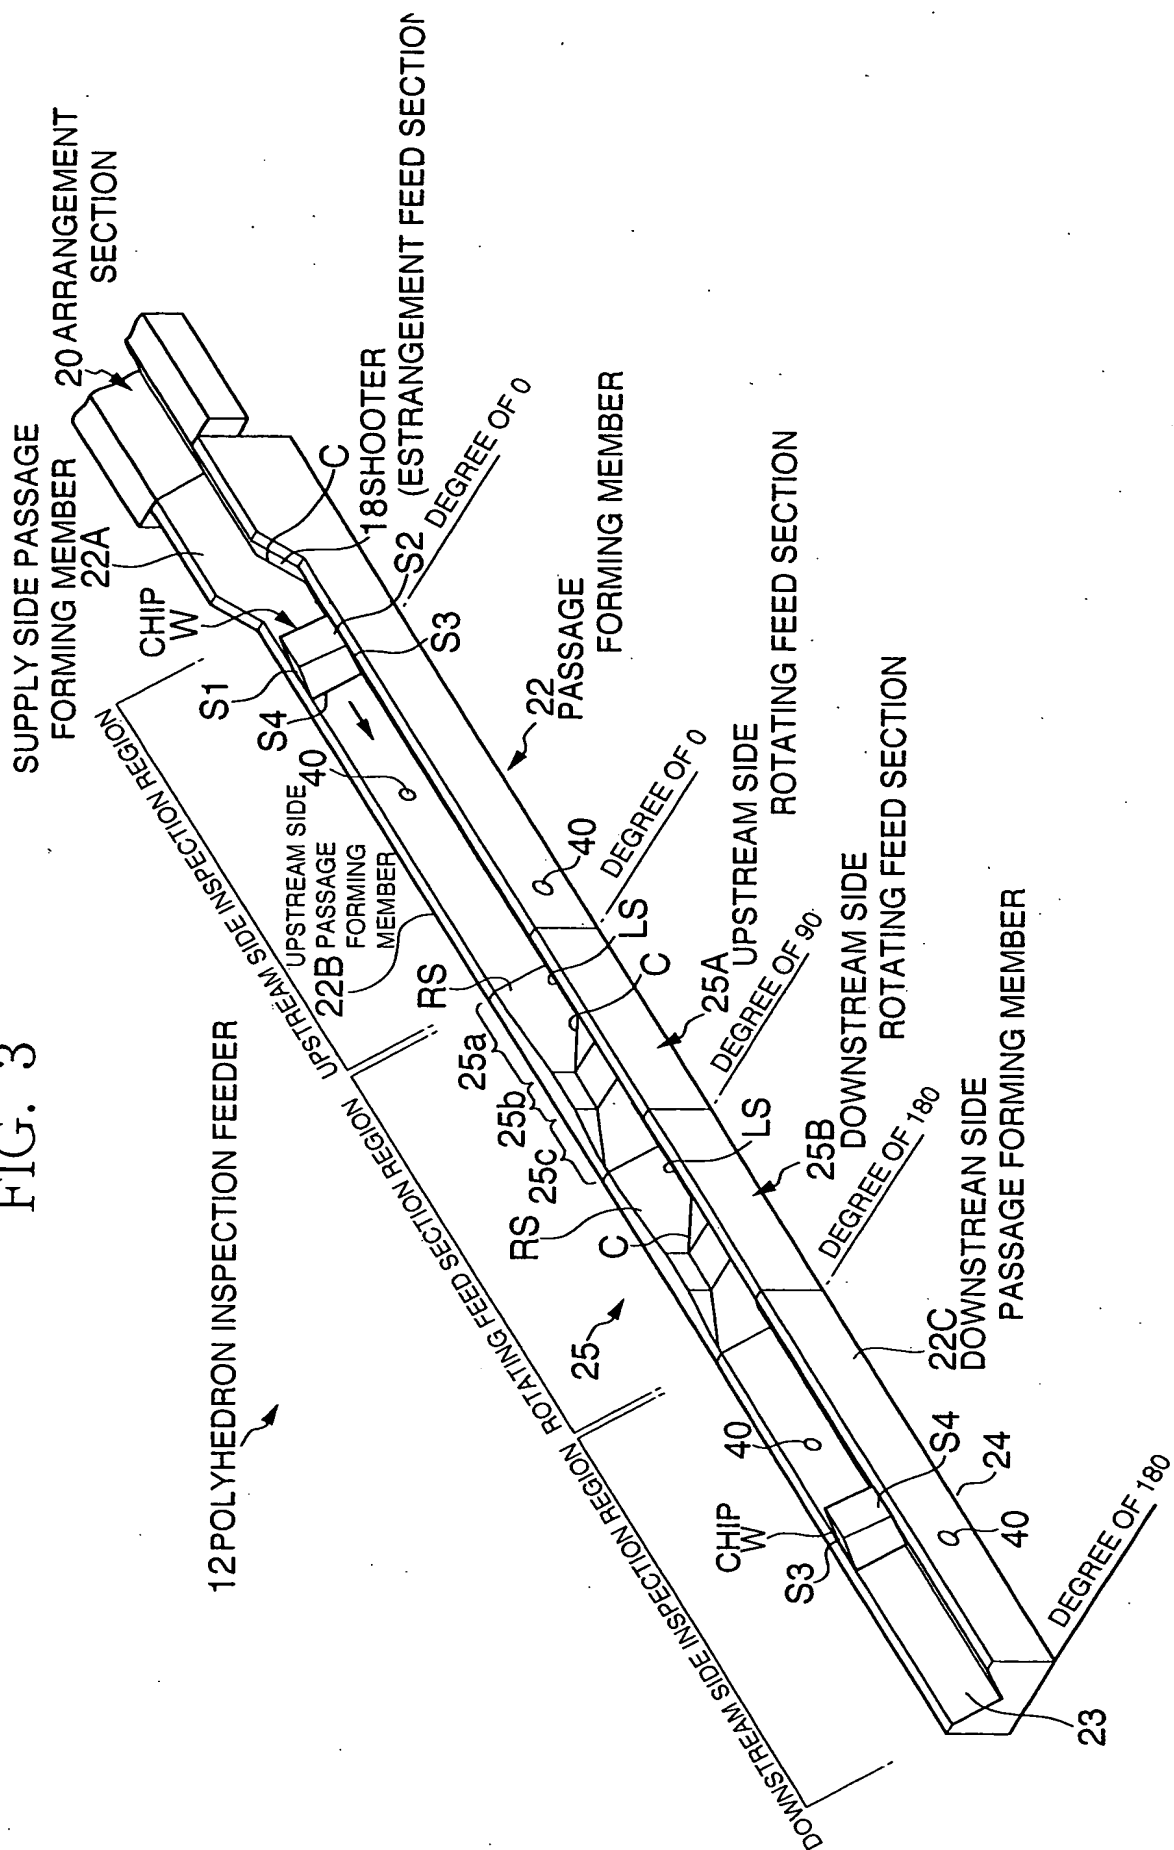 FIG. 3
12 POLYHEDRON INSPECTION FEEDER
SUPPLY SIDE PASSAGE
FORMING MEMBER
22A
20 ARRANGEMENT
SECTION
CHIP
W
S1
S4
C
18 SHOOTER
(ESTRANGEMENT FEED SECTION
S2
S3
DEGREE OF 0
UPSTREAM SIDE INSPECTION REGION
40
UPSTREAM SIDE
22B PASSAGE
FORMING
MEMBER
22
PASSAGE
FORMING MEMBER
40
DEGREE OF 0
RS
LS
C
25A
UPSTREAM SIDE
ROTATING FEED SECTION
25a
25b
25c
DEGREE OF 90
ROTATING FEED SECTION REGION
RS
C
LS
25
25B
DOWNSTREAM SIDE
ROTATING FEED SECTION
DEGREE OF 180
22C
DOWNSTREAN SIDE
PASSAGE FORMING MEMBER
DOWNSTREAM SIDE INSPECTION REGION
40
CHIP
W
S3
S4
24
40
DEGREE OF 180
23